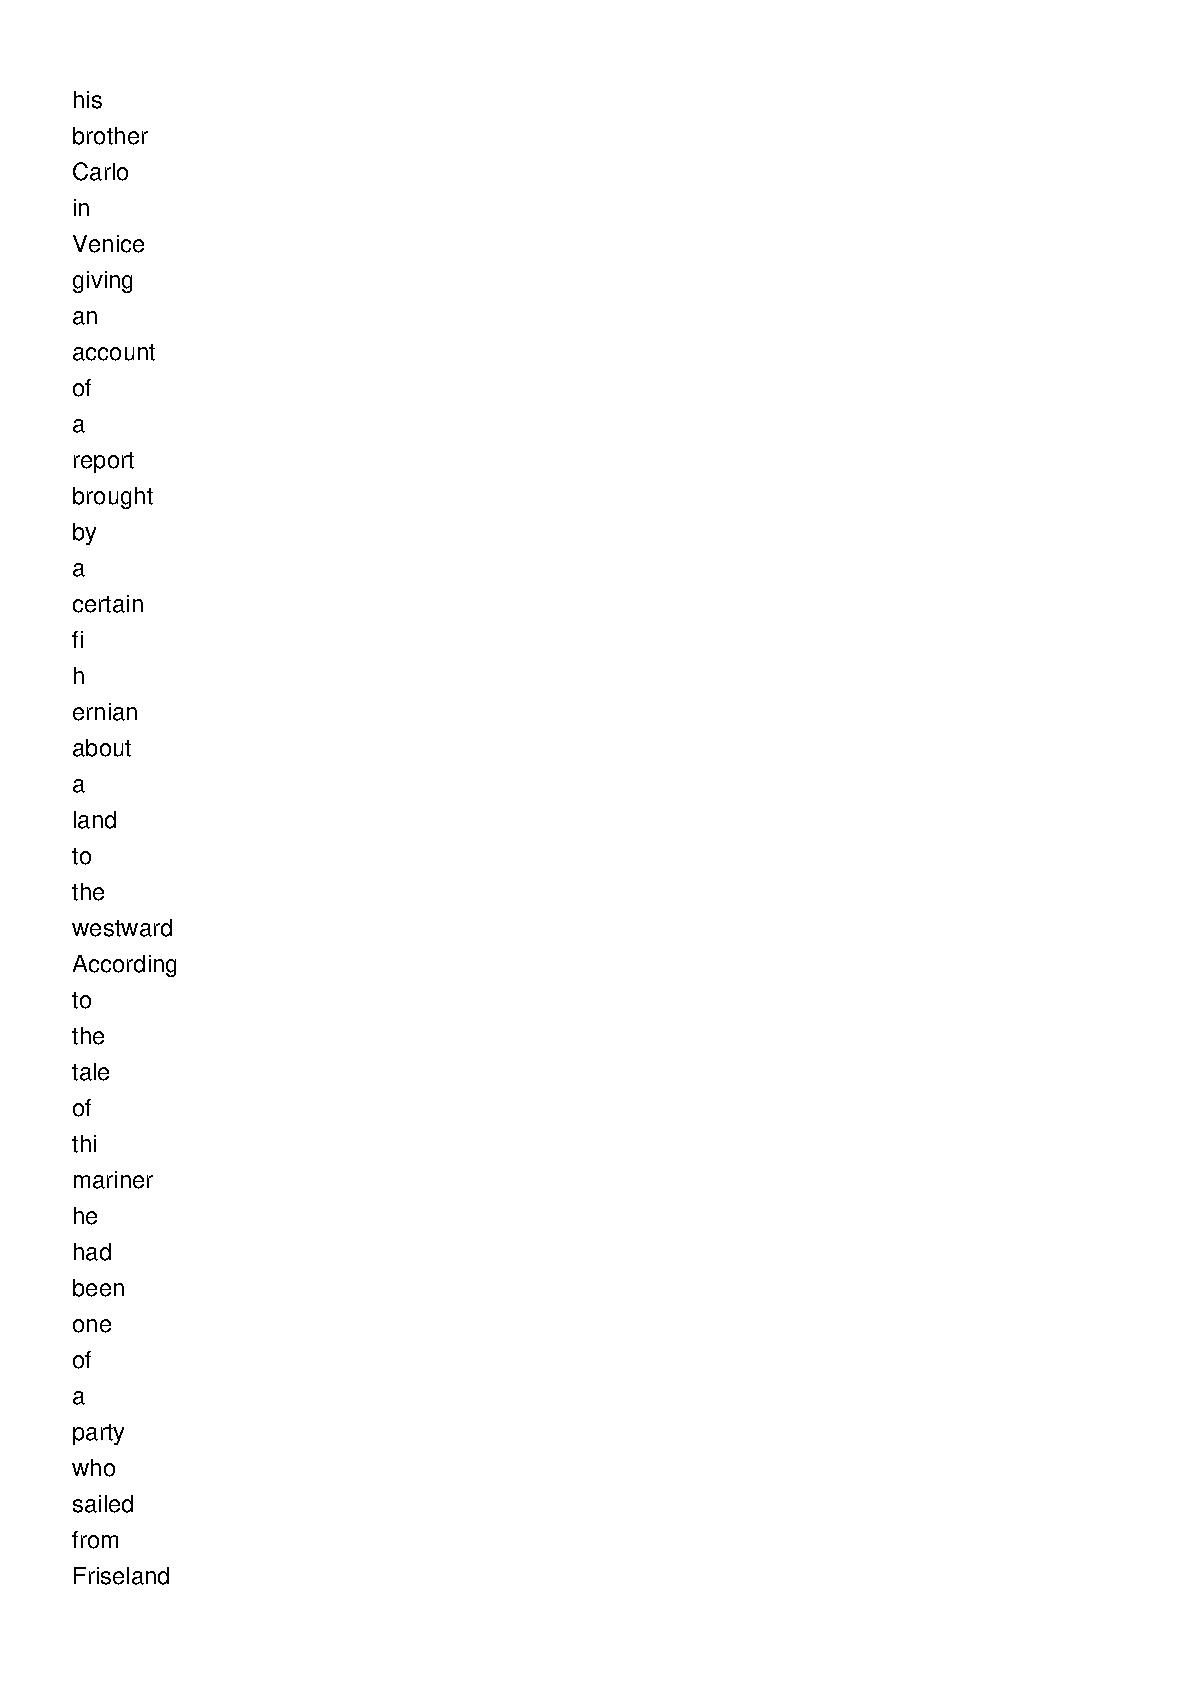 his
brother
Carlo
in
Venice
giving
an
account
of
a
report
brought
by
a
certain
fi
h
ernian
about
a
land
to
the
westward
According
to
the
tale
of
thi
mariner
he
had
been
one
of
a
party
who
sailed
from
Friseland